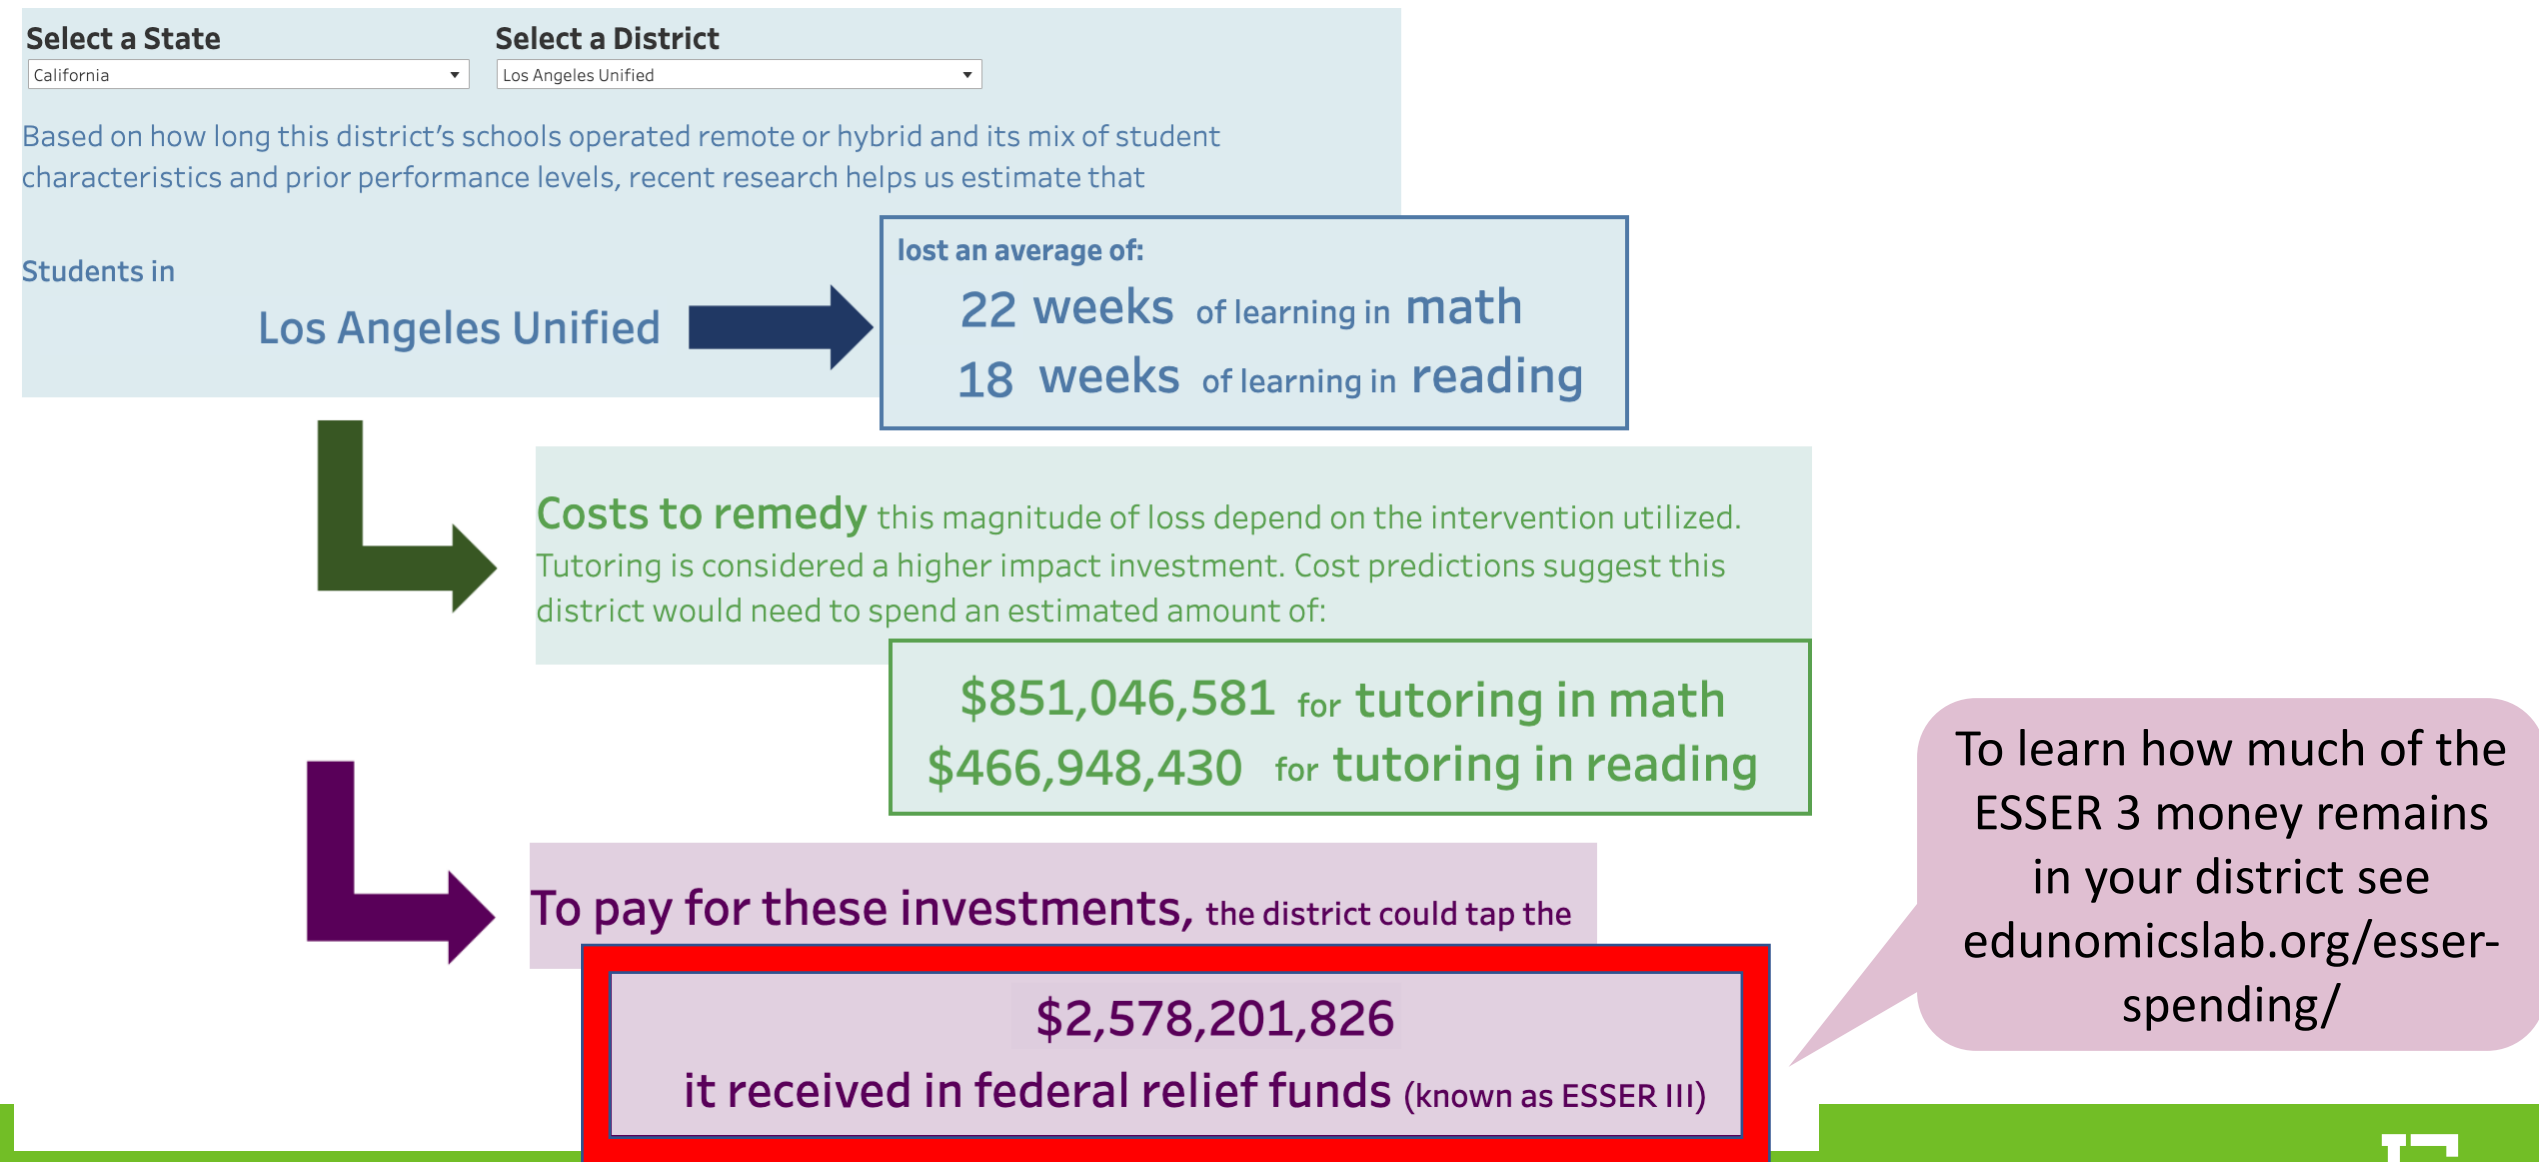 Select a State
Select a District
California
Los Angeles Unified
Based on how long this district's schools operated remote or hybrid and its mix of student
characteristics and prior performance levels, recent research helps us estimate that
Students in
Los Angeles Unified
lost an average of:
22 weeks of learning in math
18 weeks of learning in reading
Costs to remedy this magnitude of loss depend on the intervention utilized.
Tutoring is considered a higher impact investment. Cost predictions suggest this
district would need to spend an estimated amount of:
$851,046,581 for tutoring in math
$466,948,430 for tutoring in reading
To pay for these investments, the district could tap the
$2,578,201,826
it received in federal relief funds (known as ESSER III)
To learn how much of the
ESSER 3 money remains
in your district see
edunomicslab.org/esser-
spending/